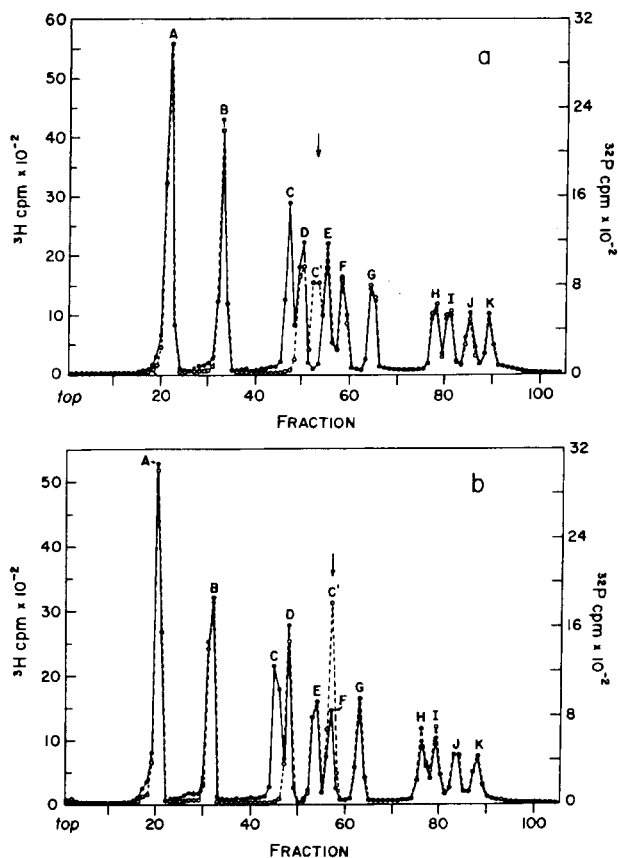 a
³H cpm x 10⁻²
60
50
40
30
20
10
0
³²P cpm x 10⁻²
32
24
16
8
0
A
B
C
D
C'
E
F
G
H
I
J
K
top
20
40
60
80
100
FRACTION
b
³H cpm x 10⁻²
50
40
30
20
10
0
³²P cpm x 10⁻²
32
24
16
8
0
A
B
C
D
E
C'
F
G
H
I
J
K
top
20
40
60
80
100
FRACTION